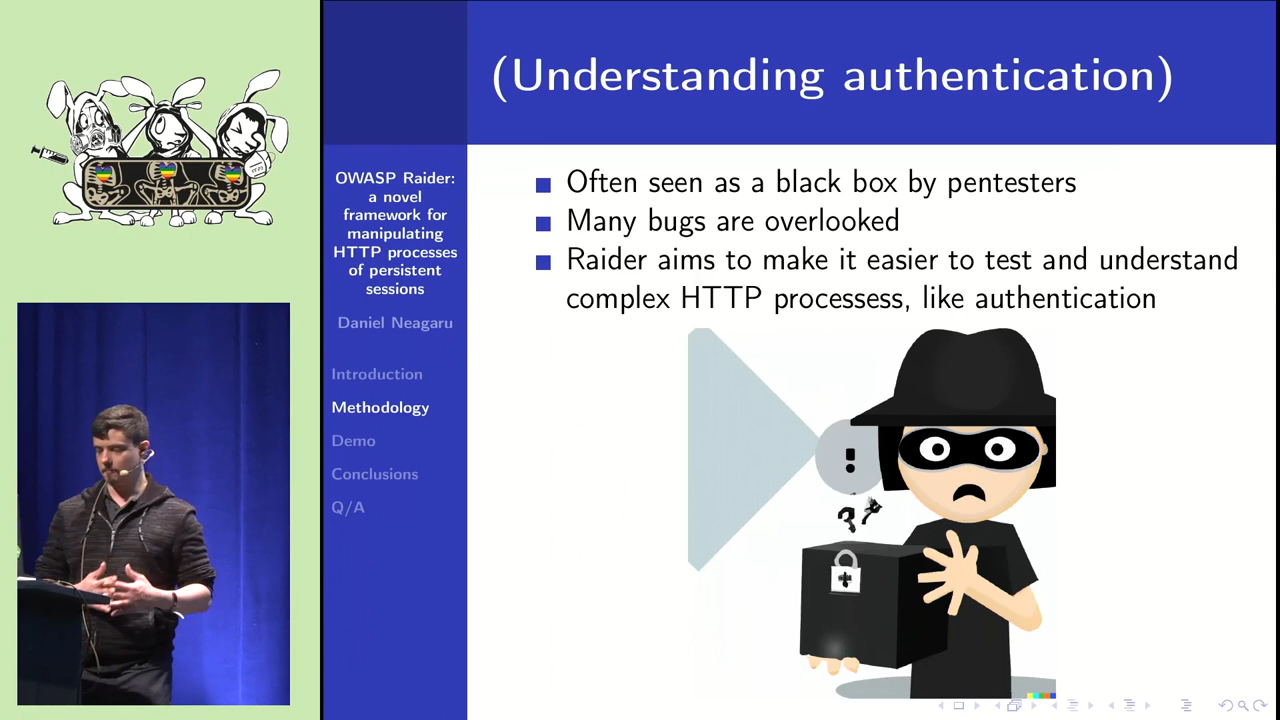 (Understanding authentication)
OWASP Raider:
a novel
framework for
manipulating
HTTP processes
of persistent
sessions
Daniel Neagaru
Introduction
Methodology
Demo
Conclusions
Q/A
Often seen as a black box by pentesters
Many bugs are overlooked
Raider aims to make it easier to test and understand
complex HTTP processess, like authentication
!
?